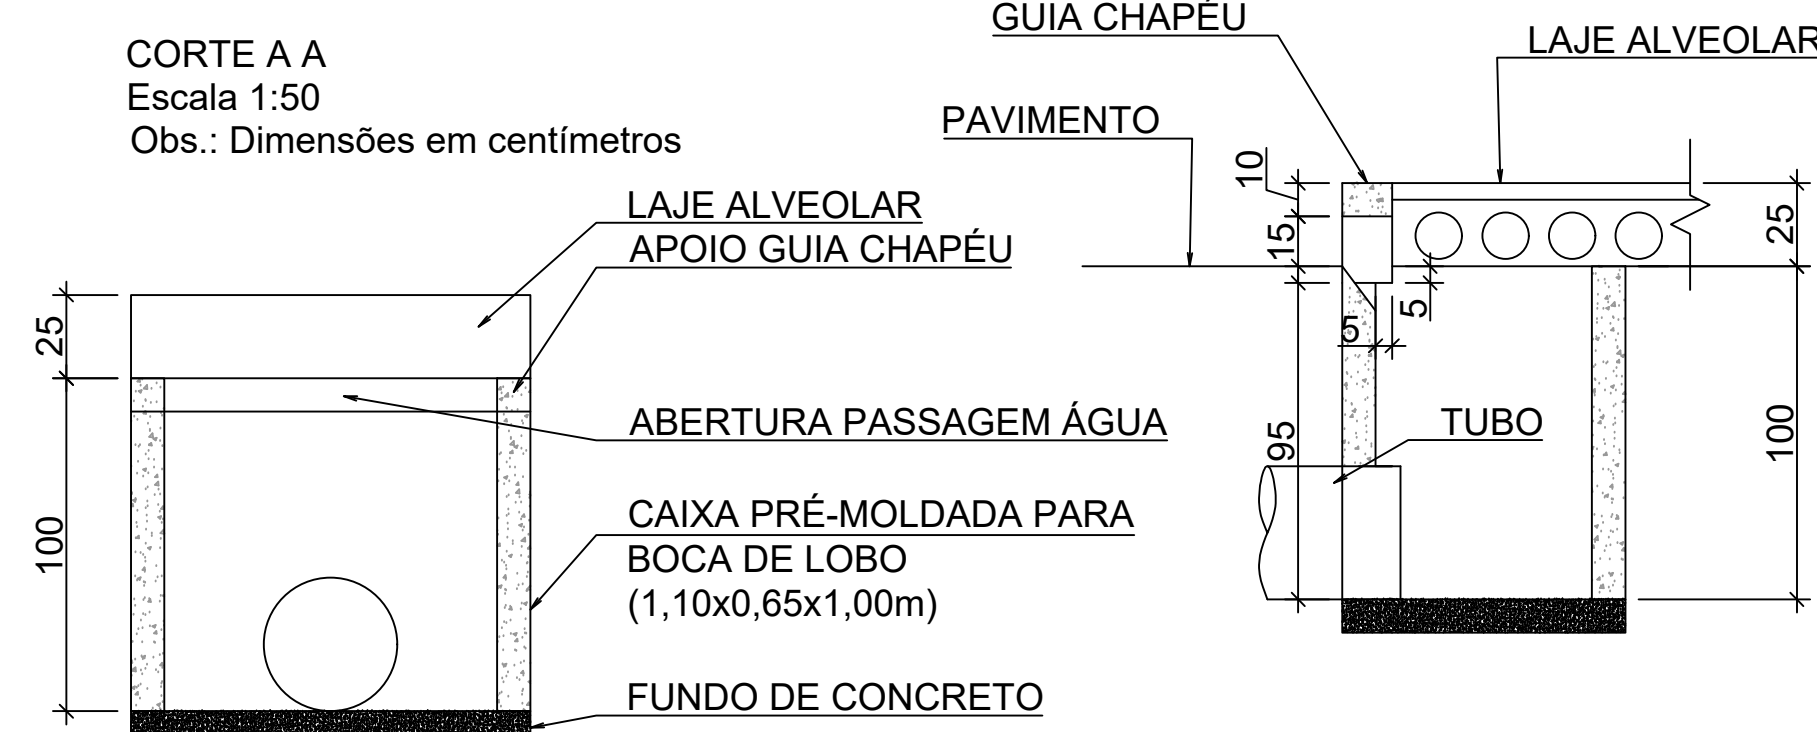 CORTE A A
Escala 1:50
Obs.: Dimensões em centímetros
LAJE ALVEOLAR
APOIO GUIA CHAPÉU
25
100
ABERTURA PASSAGEM ÁGUA
CAIXA PRÉ-MOLDADA PARA
BOCA DE LOBO
(1,10x0,65x1,00m)
FUNDO DE CONCRETO
GUIA CHAPÉU
LAJE ALVEOLAR
PAVIMENTO
10
15
25
5
5
95
TUBO
100